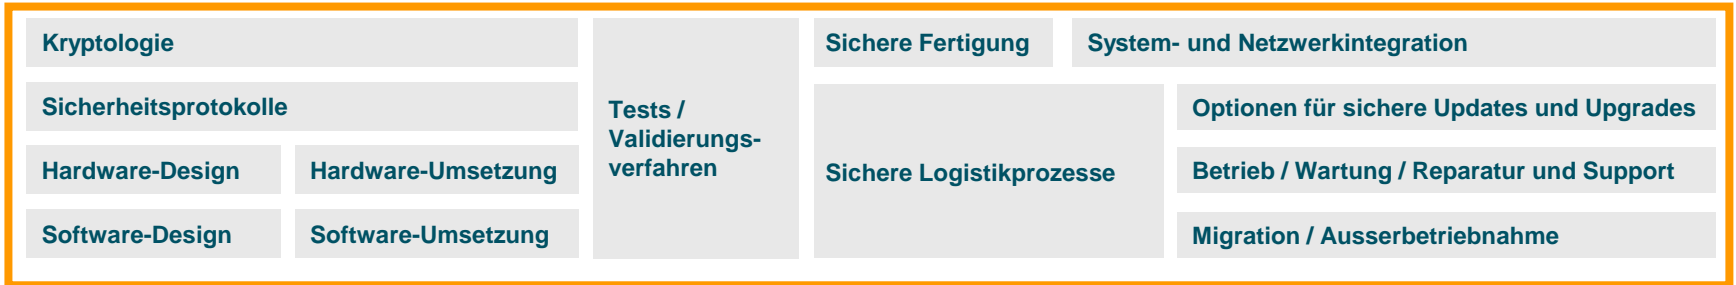 Kryptologie
Sicherheitsprotokolle
Hardware-Design
Hardware-Umsetzung
Software-Design
Software-Umsetzung
Tests /
Validierungs-
verfahren
Sichere Fertigung
System- und Netzwerkintegration
Sichere Logistikprozesse
Optionen für sichere Updates und Upgrades
Betrieb / Wartung / Reparatur und Support
Migration / Ausserbetriebnahme